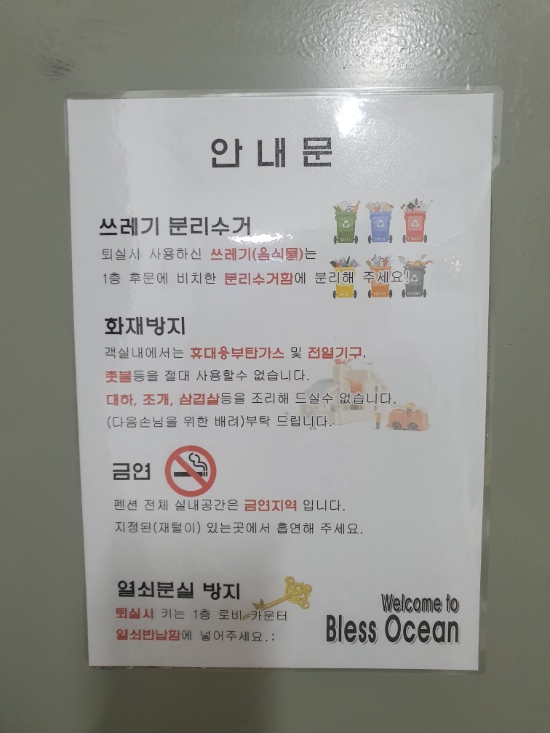 안내문
쓰레기 분리수거
퇴실시 사용하신 쓰레기(음식물)는
1층 후문에 비치한 분리수거함에 분리해 주세요!
화재방지
객실내에서는 휴대용부탄가스 및 전열기구,
촛불등을 절대 사용할수 없습니다.
대하, 조개, 삼겹살등을 조리해 드실수 없습니다.
(다음손님을 위한 배려)부탁 드립니다.
금연
펜션 전체 실내공간은 금연지역 입니다.
지정된(재털이) 있는곳에서 흡연해 주세요.
열쇠분실 방지
퇴실시 키는 1층 로비 카운터
열쇠반납함에 넣어주세요.:
Welcome to
Bless Ocean